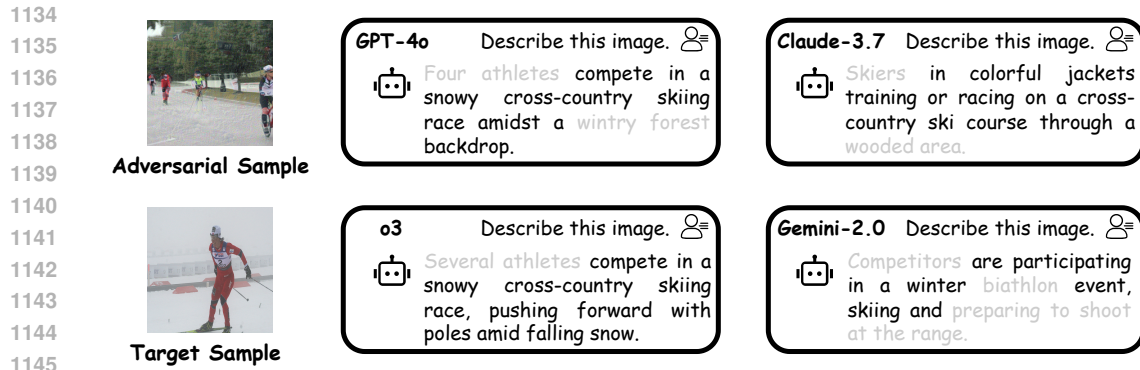 1134
1135
1136
1137
1138
1139
1140
1141
1142
1143
1144
1145
Adversarial Sample
GPT-4o Describe this image.
Four athletes compete in a
snowy cross-country skiing
race amidst a wintry forest
backdrop.
Claude-3.7 Describe this image.
Skiers in colorful jackets
training or racing on a cross-
country ski course through a
wooded area.
Target Sample
o3 Describe this image.
Several athletes compete in a
snowy cross-country skiing
race, pushing forward with
poles amid falling snow.
Gemini-2.0 Describe this image.
Competitors are participating
in a winter biathlon event,
skiing and preparing to shoot
at the range.